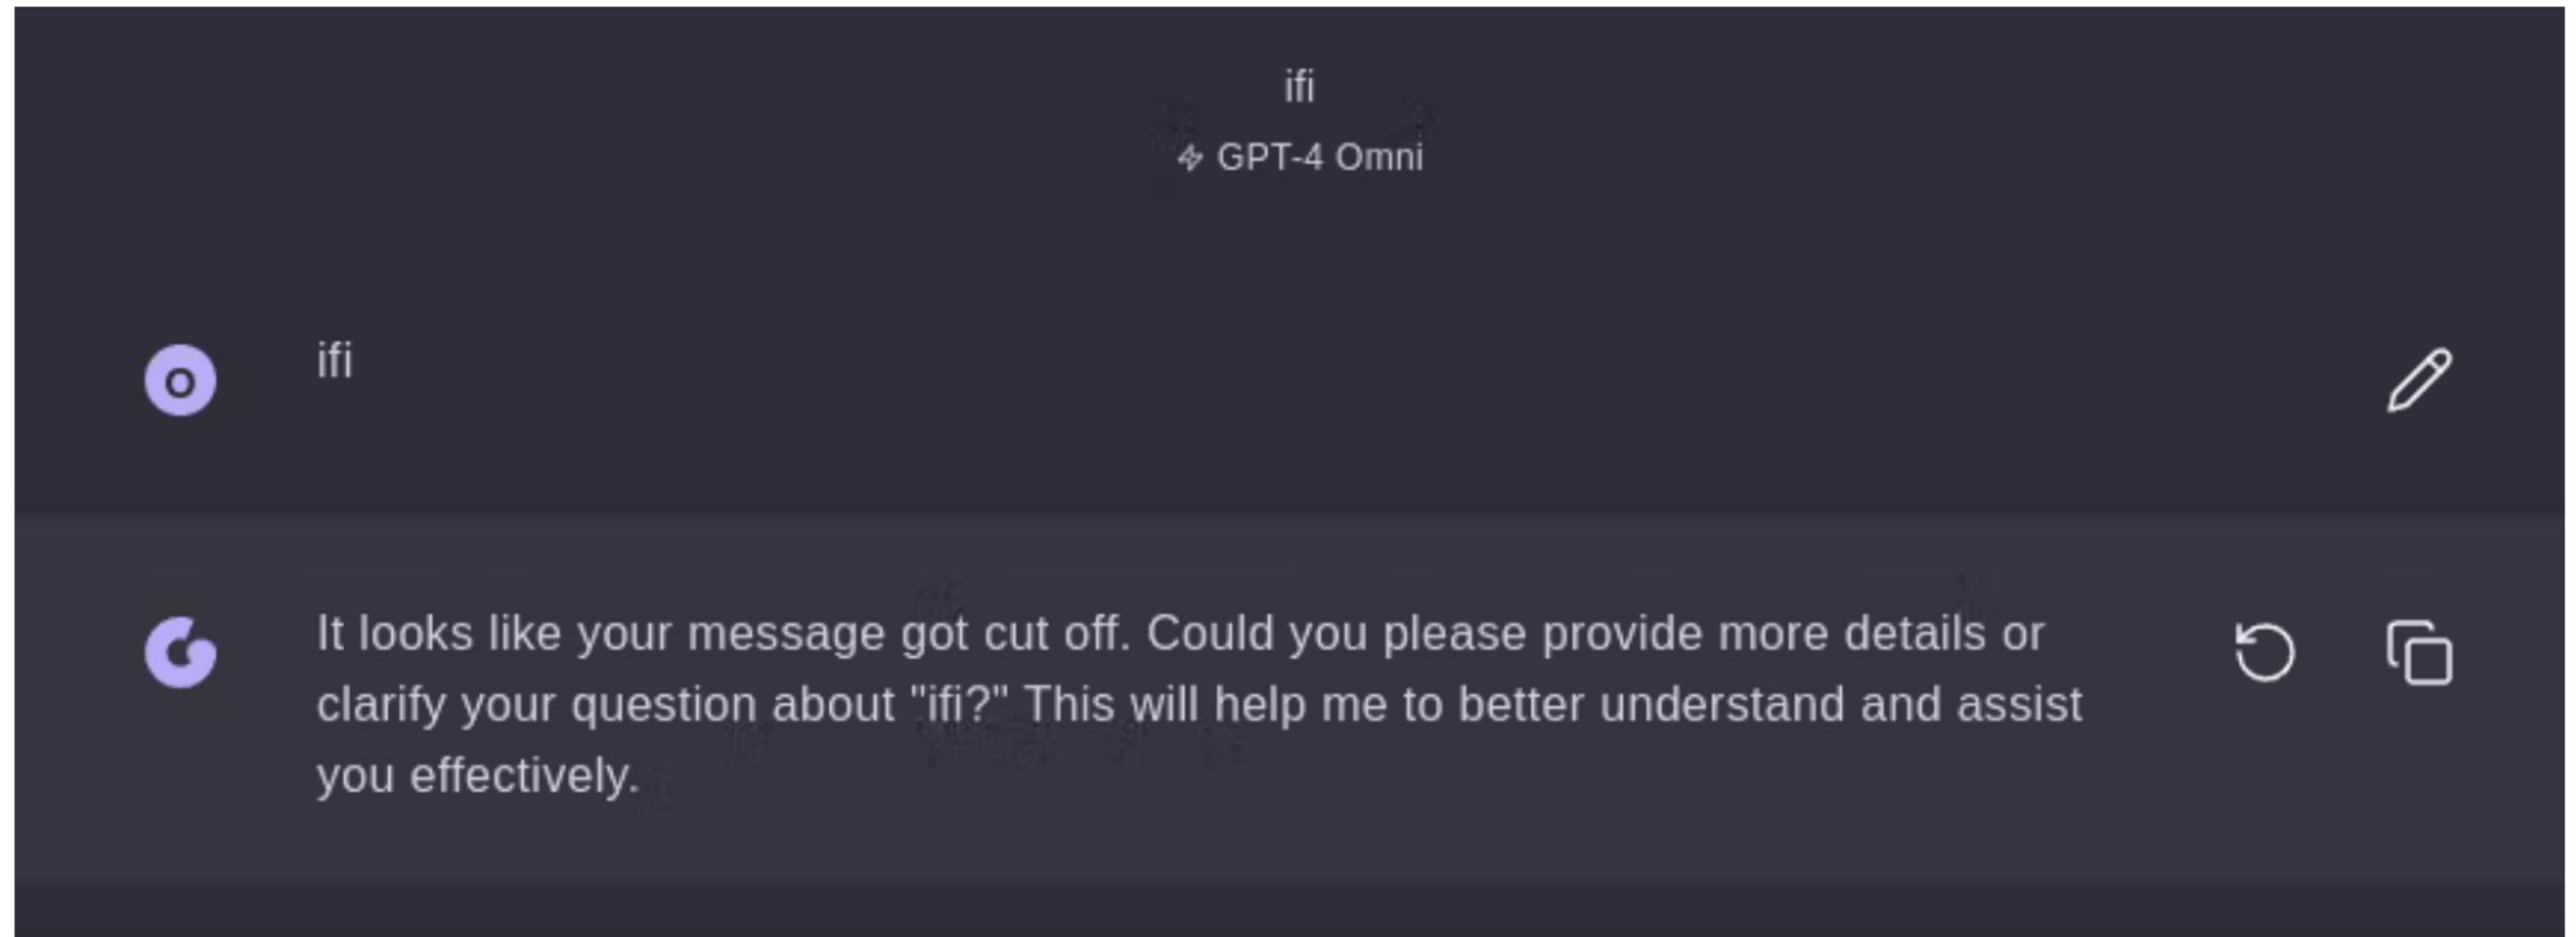 ifi
GPT-4 Omni
O
ifi
It looks like your message got cut off. Could you please provide more details or
clarify your question about "ifi?" This will help me to better understand and assist
you effectively.